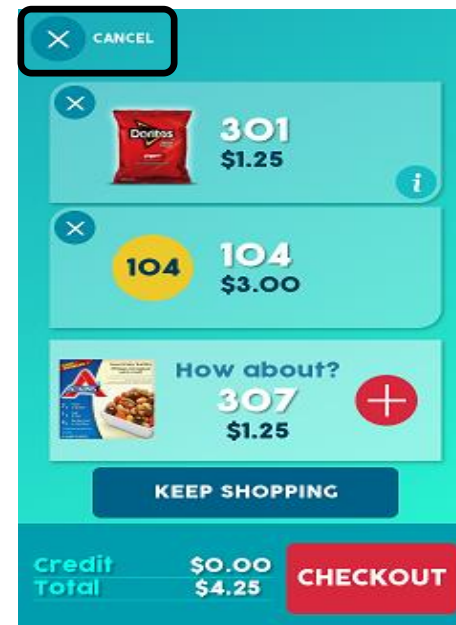 CANCEL
Doritos
301
$1.25
i
104
104
$3.00
How about?
307
$1.25
KEEP SHOPPING
Credit $0.00
Total $4.25
CHECKOUT